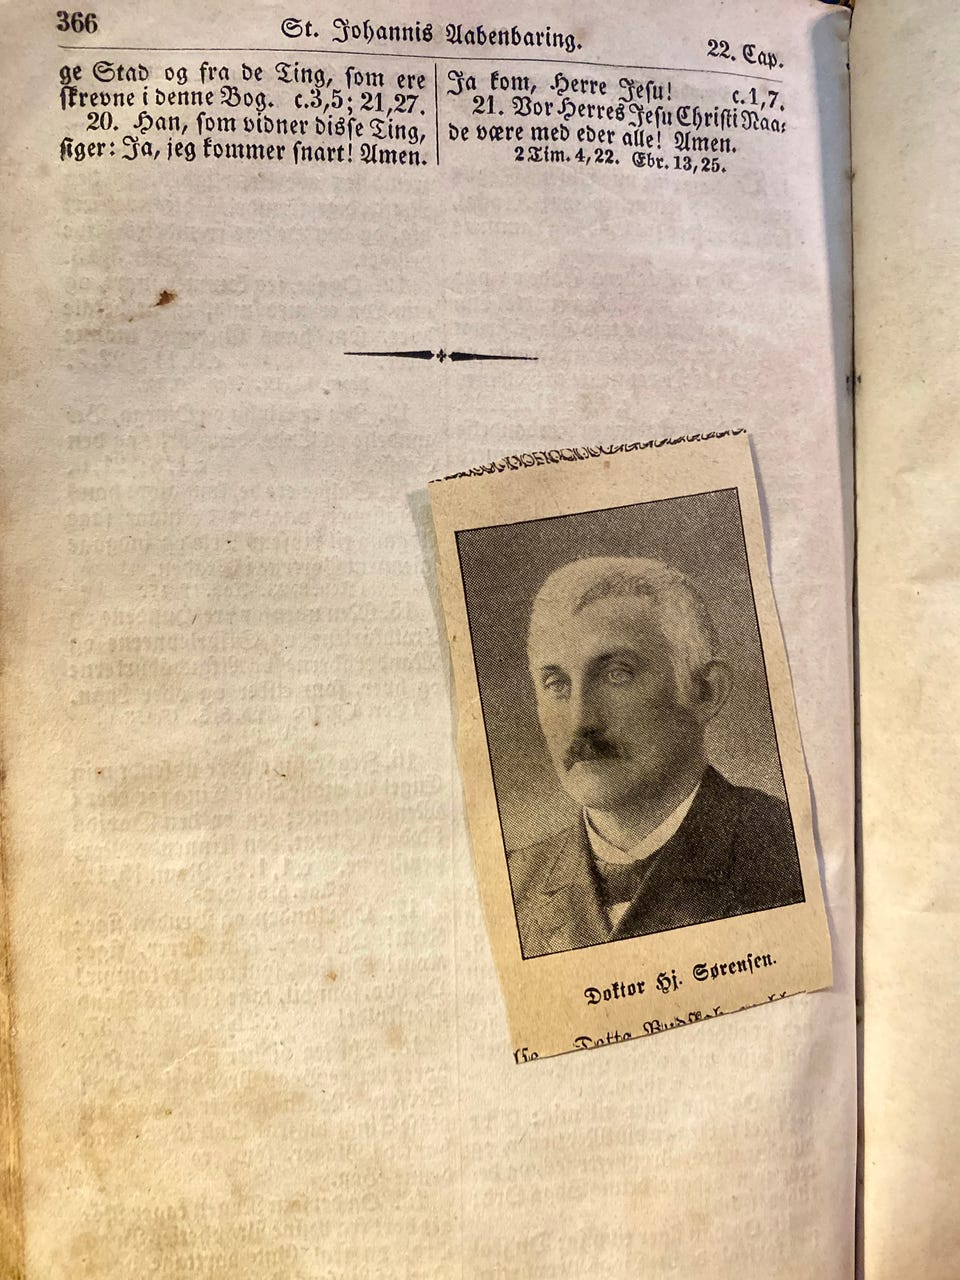 366
St. Johannis Aabenbaring.
22. Cap.
ge Stad og fra de Ting, som ere
skrevne i denne Bog. c.3,5; 21,27.
20. Han, som vidner disse Ting,
siger: Ja, jeg kommer snart! Amen.
Ja kom, Herre Jesu! c.1,7.
21. Vor Herres Jesu Christi Naa=
de være med eder alle! Amen.
2 Tim. 4,22. Ebr. 13,25.
Doktor Hj. Sørensen.